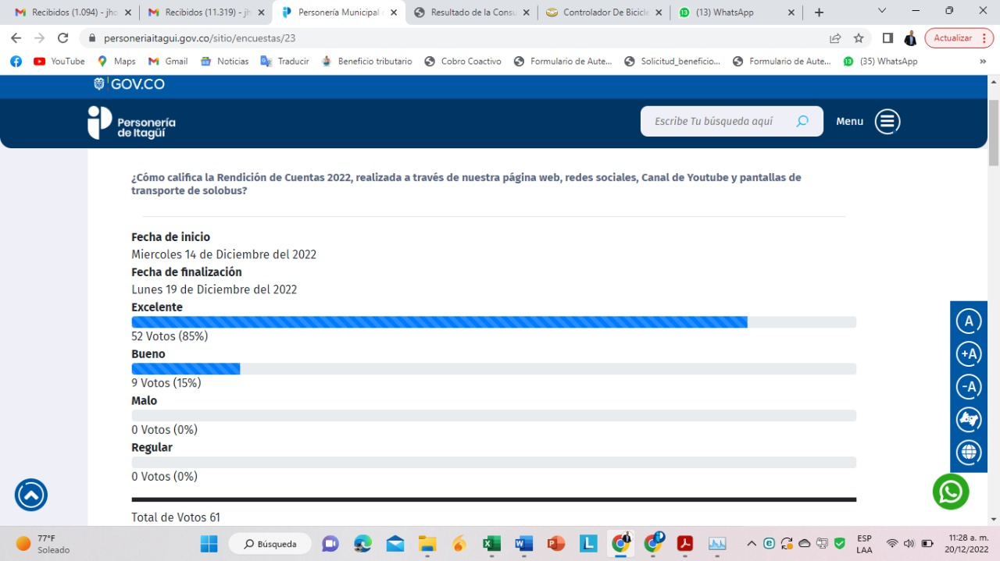 Recibidos (1.094) - jho
Recibidos (11.319) - jh
Personería Municipal
Resultado de la Consu
Controlador De Bicicle
(13) WhatsApp
personeriaitagui.gov.co/sitio/encuestas/23
Actualizar
YouTube
Maps
Gmail
Noticias
Traducir
Beneficio tributario
Cobro Coactivo
Formulario de Aute...
Solicitud_beneficio...
Formulario de Aute...
(35) WhatsApp
GOV.CO
Personería
de Itagüí
Escribe Tu búsqueda aquí
Menu
¿Cómo califica la Rendición de Cuentas 2022, realizada a través de nuestra página web, redes sociales, Canal de Youtube y pantallas de
transporte de solobus?
Fecha de inicio
Miercoles 14 de Diciembre del 2022
Fecha de finalización
Lunes 19 de Diciembre del 2022
Excelente
52 Votos (85%)
Bueno
9 Votos (15%)
Malo
0 Votos (0%)
Regular
0 Votos (0%)
Total de Votos 61
A
+A
-A
77°F
Soleado
Búsqueda
ESP
LAA
11:28 a. m.
20/12/2022